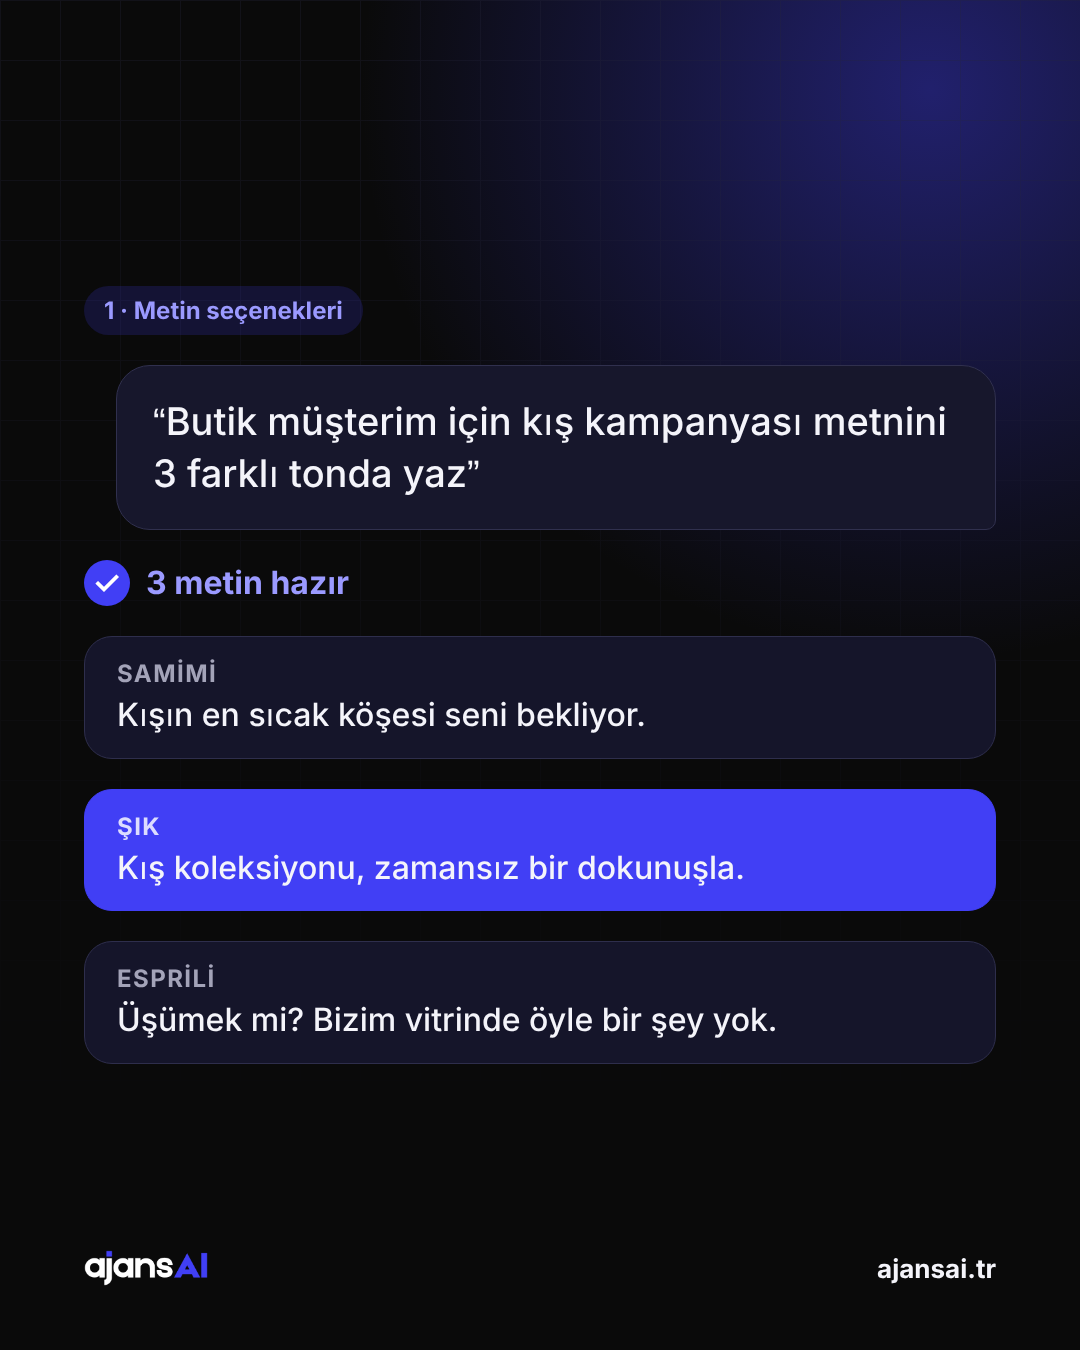 1 · Metin seçenekleri
“Butik müşterim için kış kampanyası metnini
3 farklı tonda yaz”
3 metin hazır
SAMİMİ
Kışın en sıcak köşesi seni bekliyor.
ŞIK
Kış koleksiyonu, zamansız bir dokunuşla.
ESPRİLİ
Üşümek mi? Bizim vitrinde öyle bir şey yok.
ajansAI
ajansai.tr